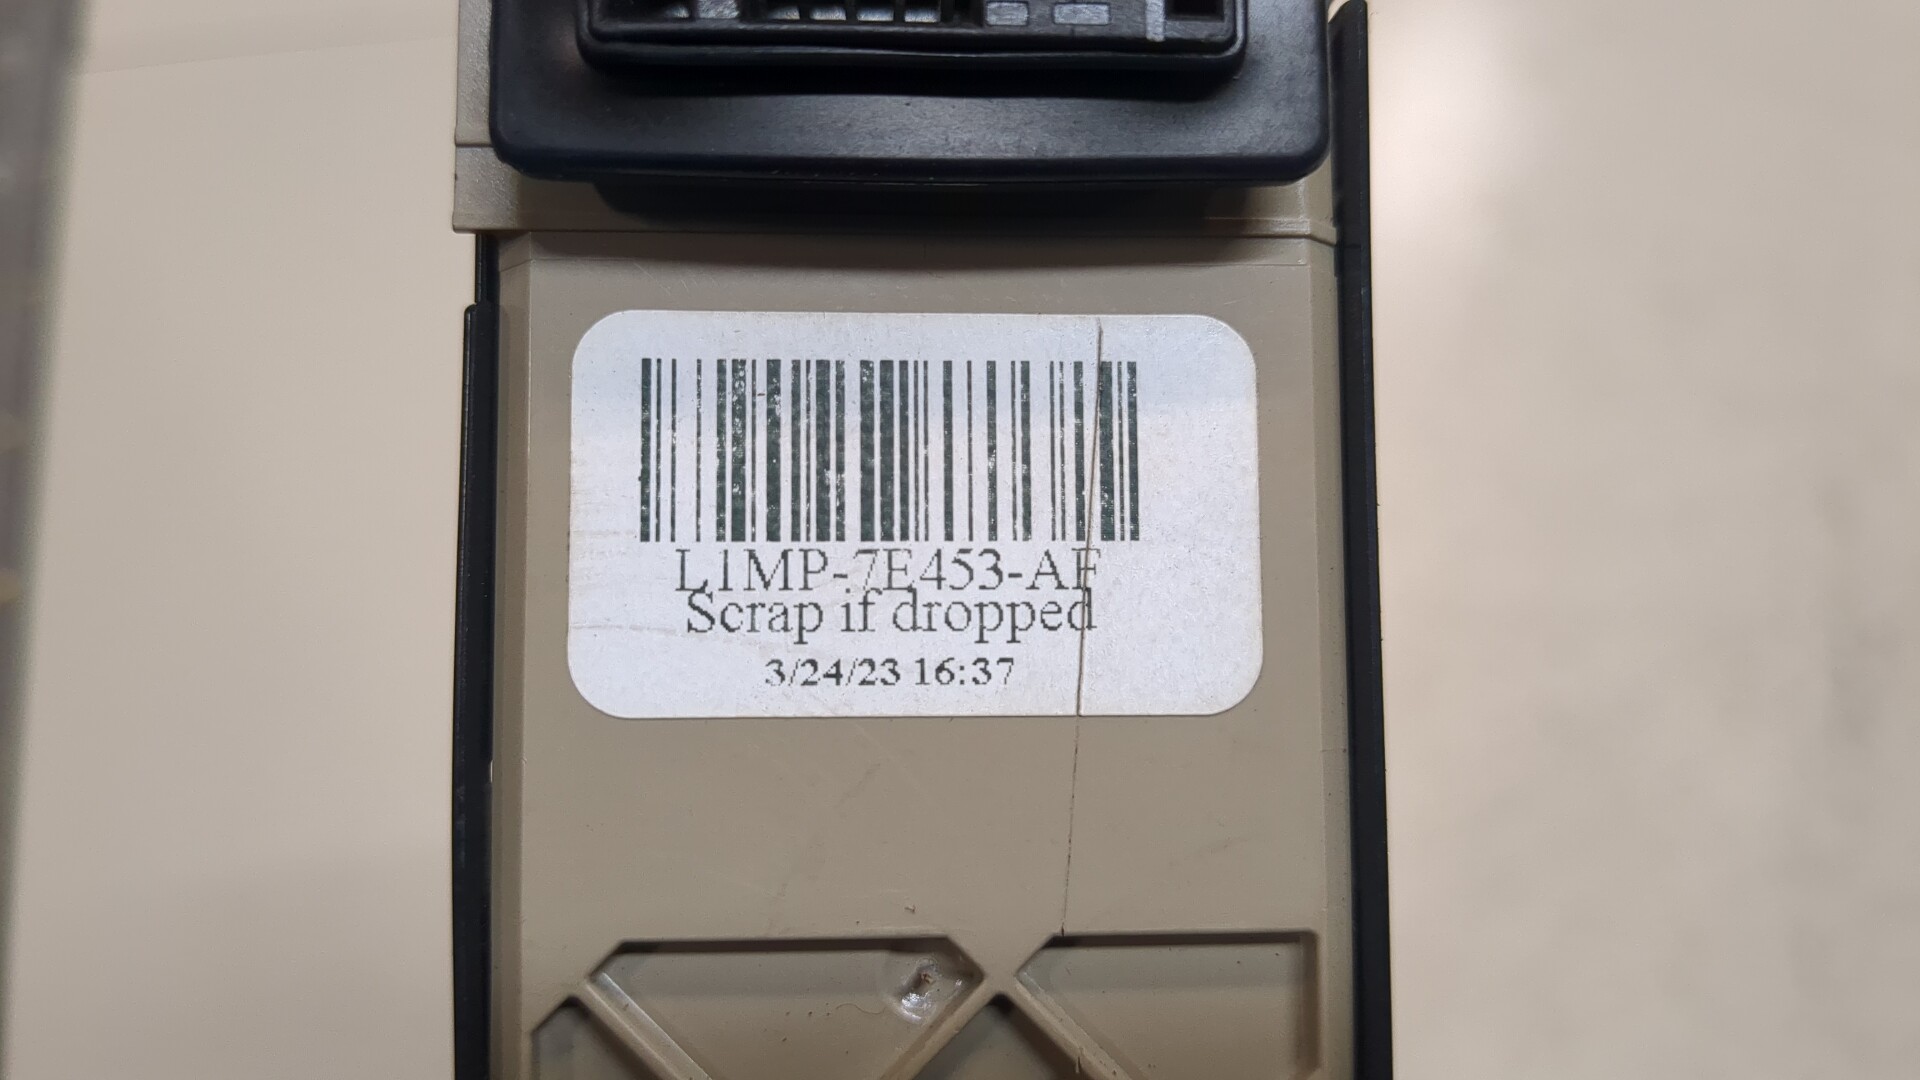 L1MP-7E453-AF
Scrap if dropped
3/24/23 16:37